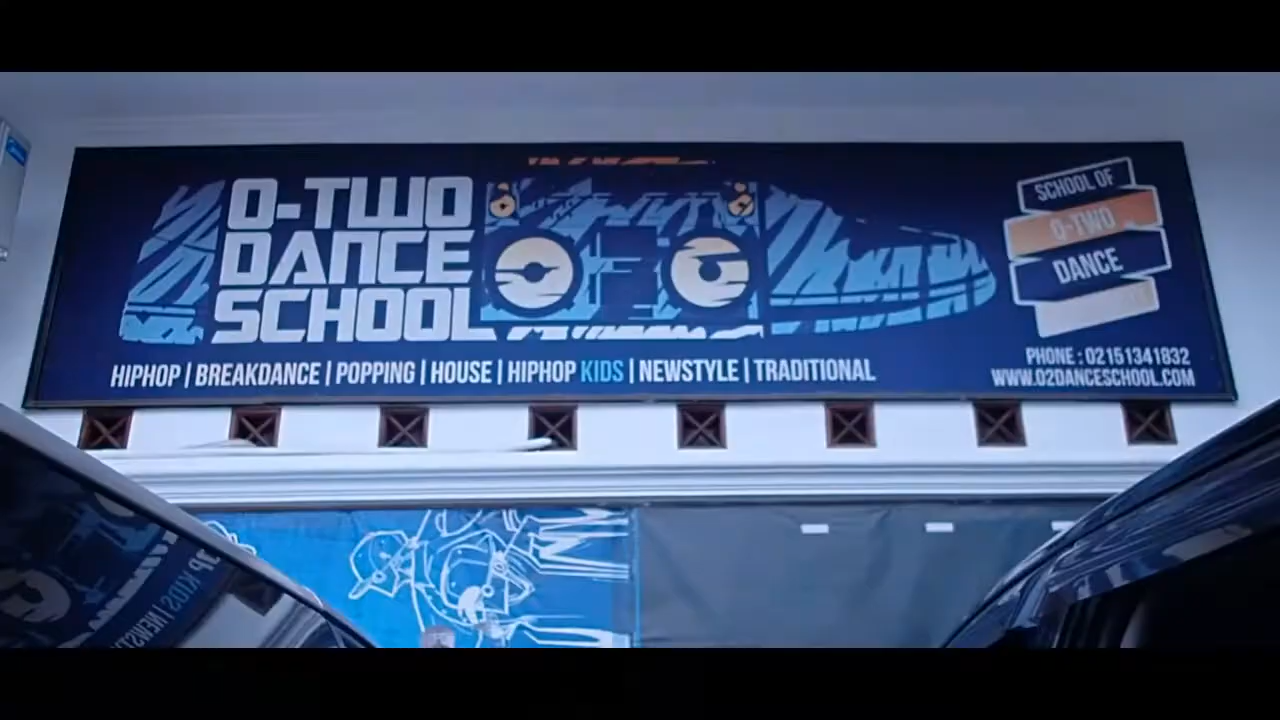 O-TWO
DANCE
SCHOOL
HIPHOP | BREAKDANCE | POPPING | HOUSE | HIPHOP KIDS | NEWSTYLE | TRADITIONAL
SCHOOL OF
O-TWO
DANCE
PHONE : 02151341832
WWW.O2DANCESCHOOL.COM